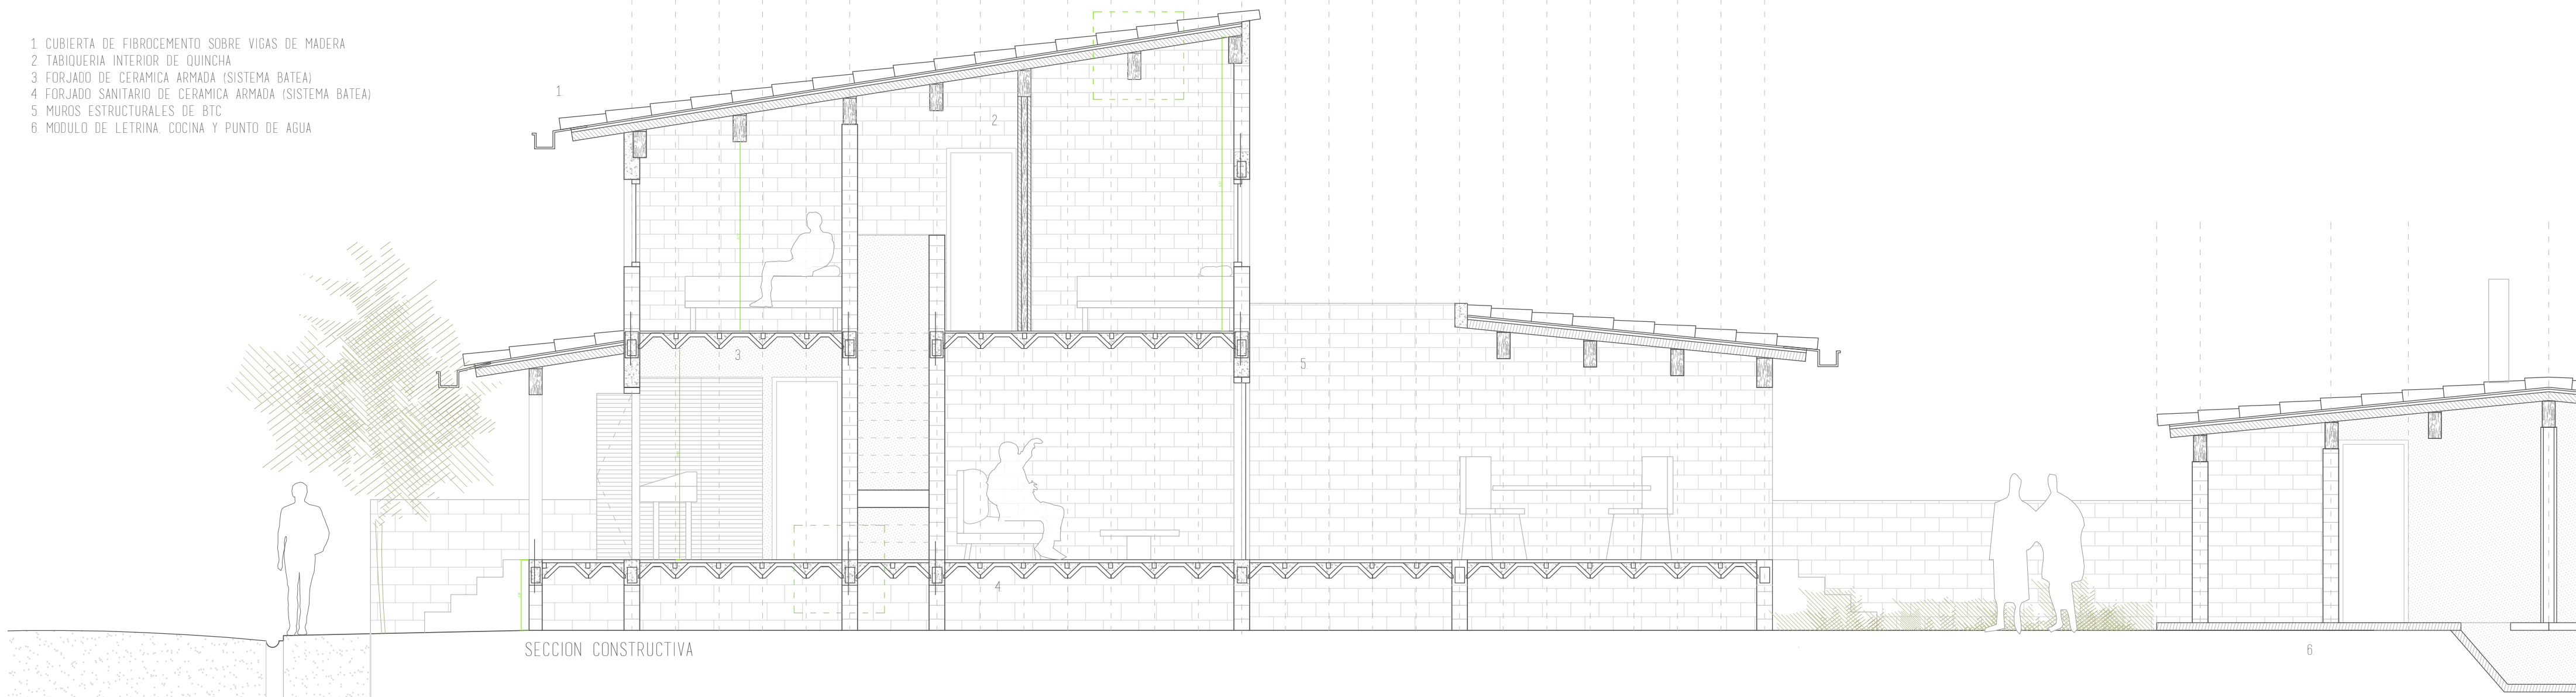 1. CUBIERTA DE FIBROCEMENTO SOBRE VIGAS DE MADERA
2. TABIQUERIA INTERIOR DE QUINCHA
3. FORJADO DE CERAMICA ARMADA (SISTEMA BATEA)
4. FORJADO SANITARIO DE CERAMICA ARMADA (SISTEMA BATEA)
5. MUROS ESTRUCTURALES DE BTC
6. MODULO DE LETRINA, COCINA Y PUNTO DE AGUA
1.
2
3.
5
4
SECCION CONSTRUCTIVA
6